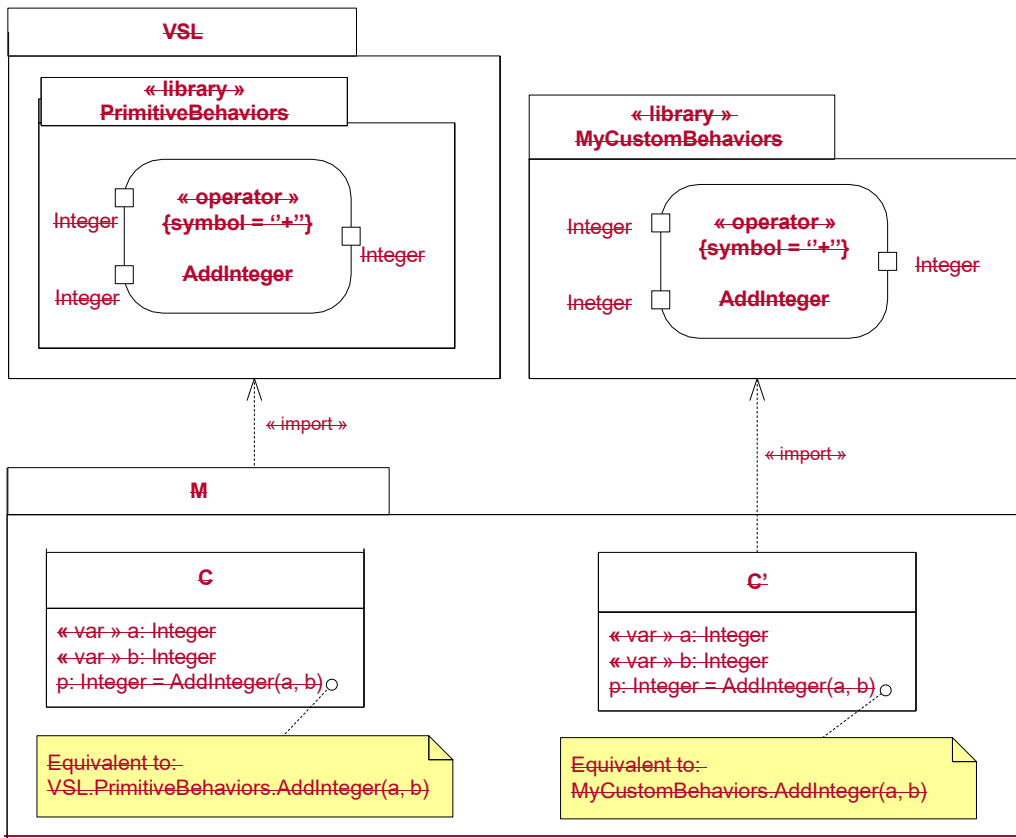 VSL
« library »
PrimitiveBehaviors
« operator »
{symbol = ‘’+’’}
AddInteger
Integer
Integer
Integer
« library »
MyCustomBehaviors
« operator »
{symbol = ‘’+’’}
AddInteger
Integer
Inetger
Integer
« import »
« import »
M
C
« var » a: Integer
« var » b: Integer
p: Integer = AddInteger(a, b)
Equivalent to:
VSL.PrimitiveBehaviors.AddInteger(a, b)
C’
« var » a: Integer
« var » b: Integer
p: Integer = AddInteger(a, b)
Equivalent to:
MyCustomBehaviors.AddInteger(a, b)